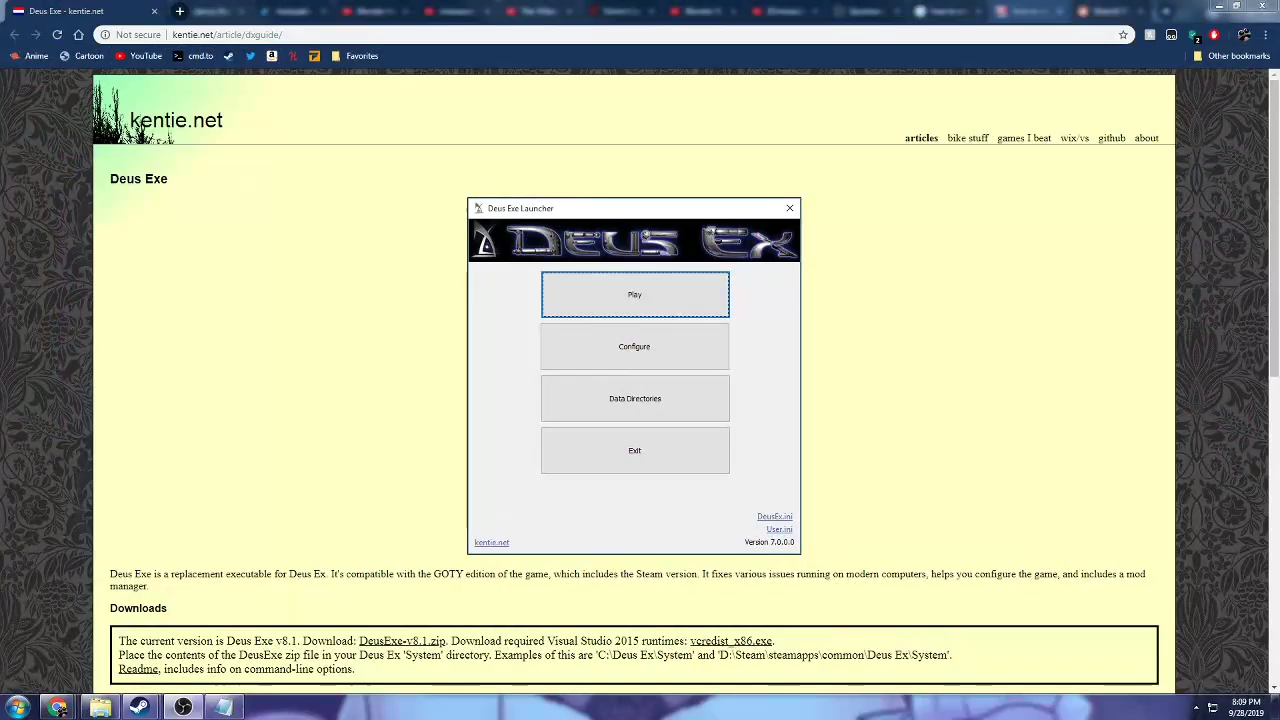 Deus Exe - kentie.net
Not secure
kentie.net/article/dxguide/
Anime
Cartoon
YouTube
cmd.to
Favorites
Other bookmarks
kentie.net
articles bike stuff games I beat wix/vs github about
Deus Exe
Deus Exe Launcher
DEUS EX
Play
Configure
Data Directories
Exit
DeusEx.ini
User.ini
kentie.net
Version 7.0.0.0
Deus Exe is a replacement executable for Deus Ex. It's compatible with the GOTY edition of the game, which includes the Steam version. It fixes various issues running on modern computers, helps you configure the game, and includes a mod
manager.
Downloads
The current version is Deus Exe v8.1. Download: DeusExe-v8.1.zip. Download required Visual Studio 2015 runtimes: vcredist_x86.exe.
Place the contents of the DeusExe zip file in your Deus Ex 'System' directory. Examples of this are 'C:\Deus Ex\System' and 'D:\Steam\steamapps\common\Deus Ex\System'.
Readme, includes info on command-line options.
8:09 PM
9/28/2019